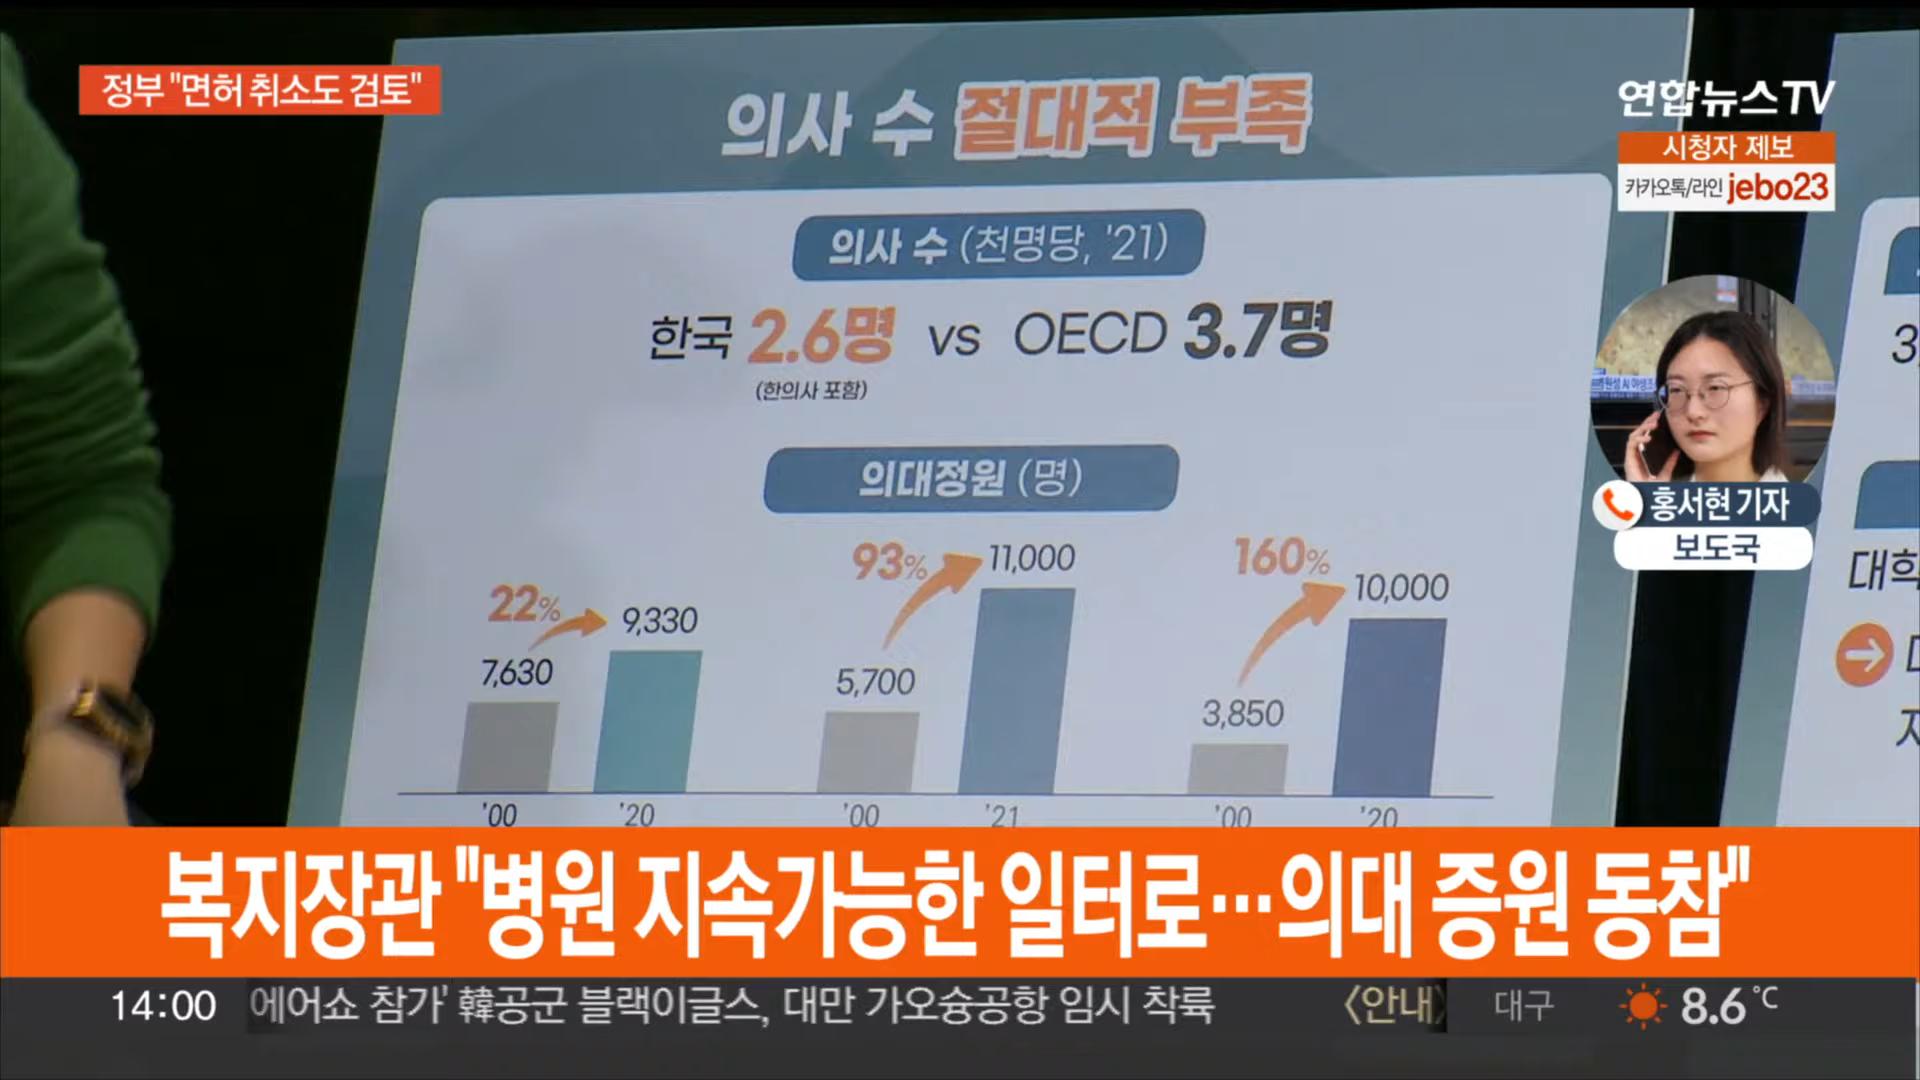 정부 "면허 취소도 검토"
연합뉴스TV
시청자 제보
카카오톡/라인 jebo23
의사 수 절대적 부족
의사 수 (천명당, '21)
한국 2.6명 vs OECD 3.7명
(한의사 포함)
의대정원 (명)
22%
7,630
9,330
93%
5,700
11,000
160%
3,850
10,000
'00 '20 '00 '21 '00 '20
대학
홍서현 기자
보도국
복지장관 "병원 지속가능한 일터로…의대 증원 동참"
14:00 에어쇼 참가' 韓공군 블랙이글스, 대만 가오슝공항 임시 착륙 〈안내〉 대구 8.6℃